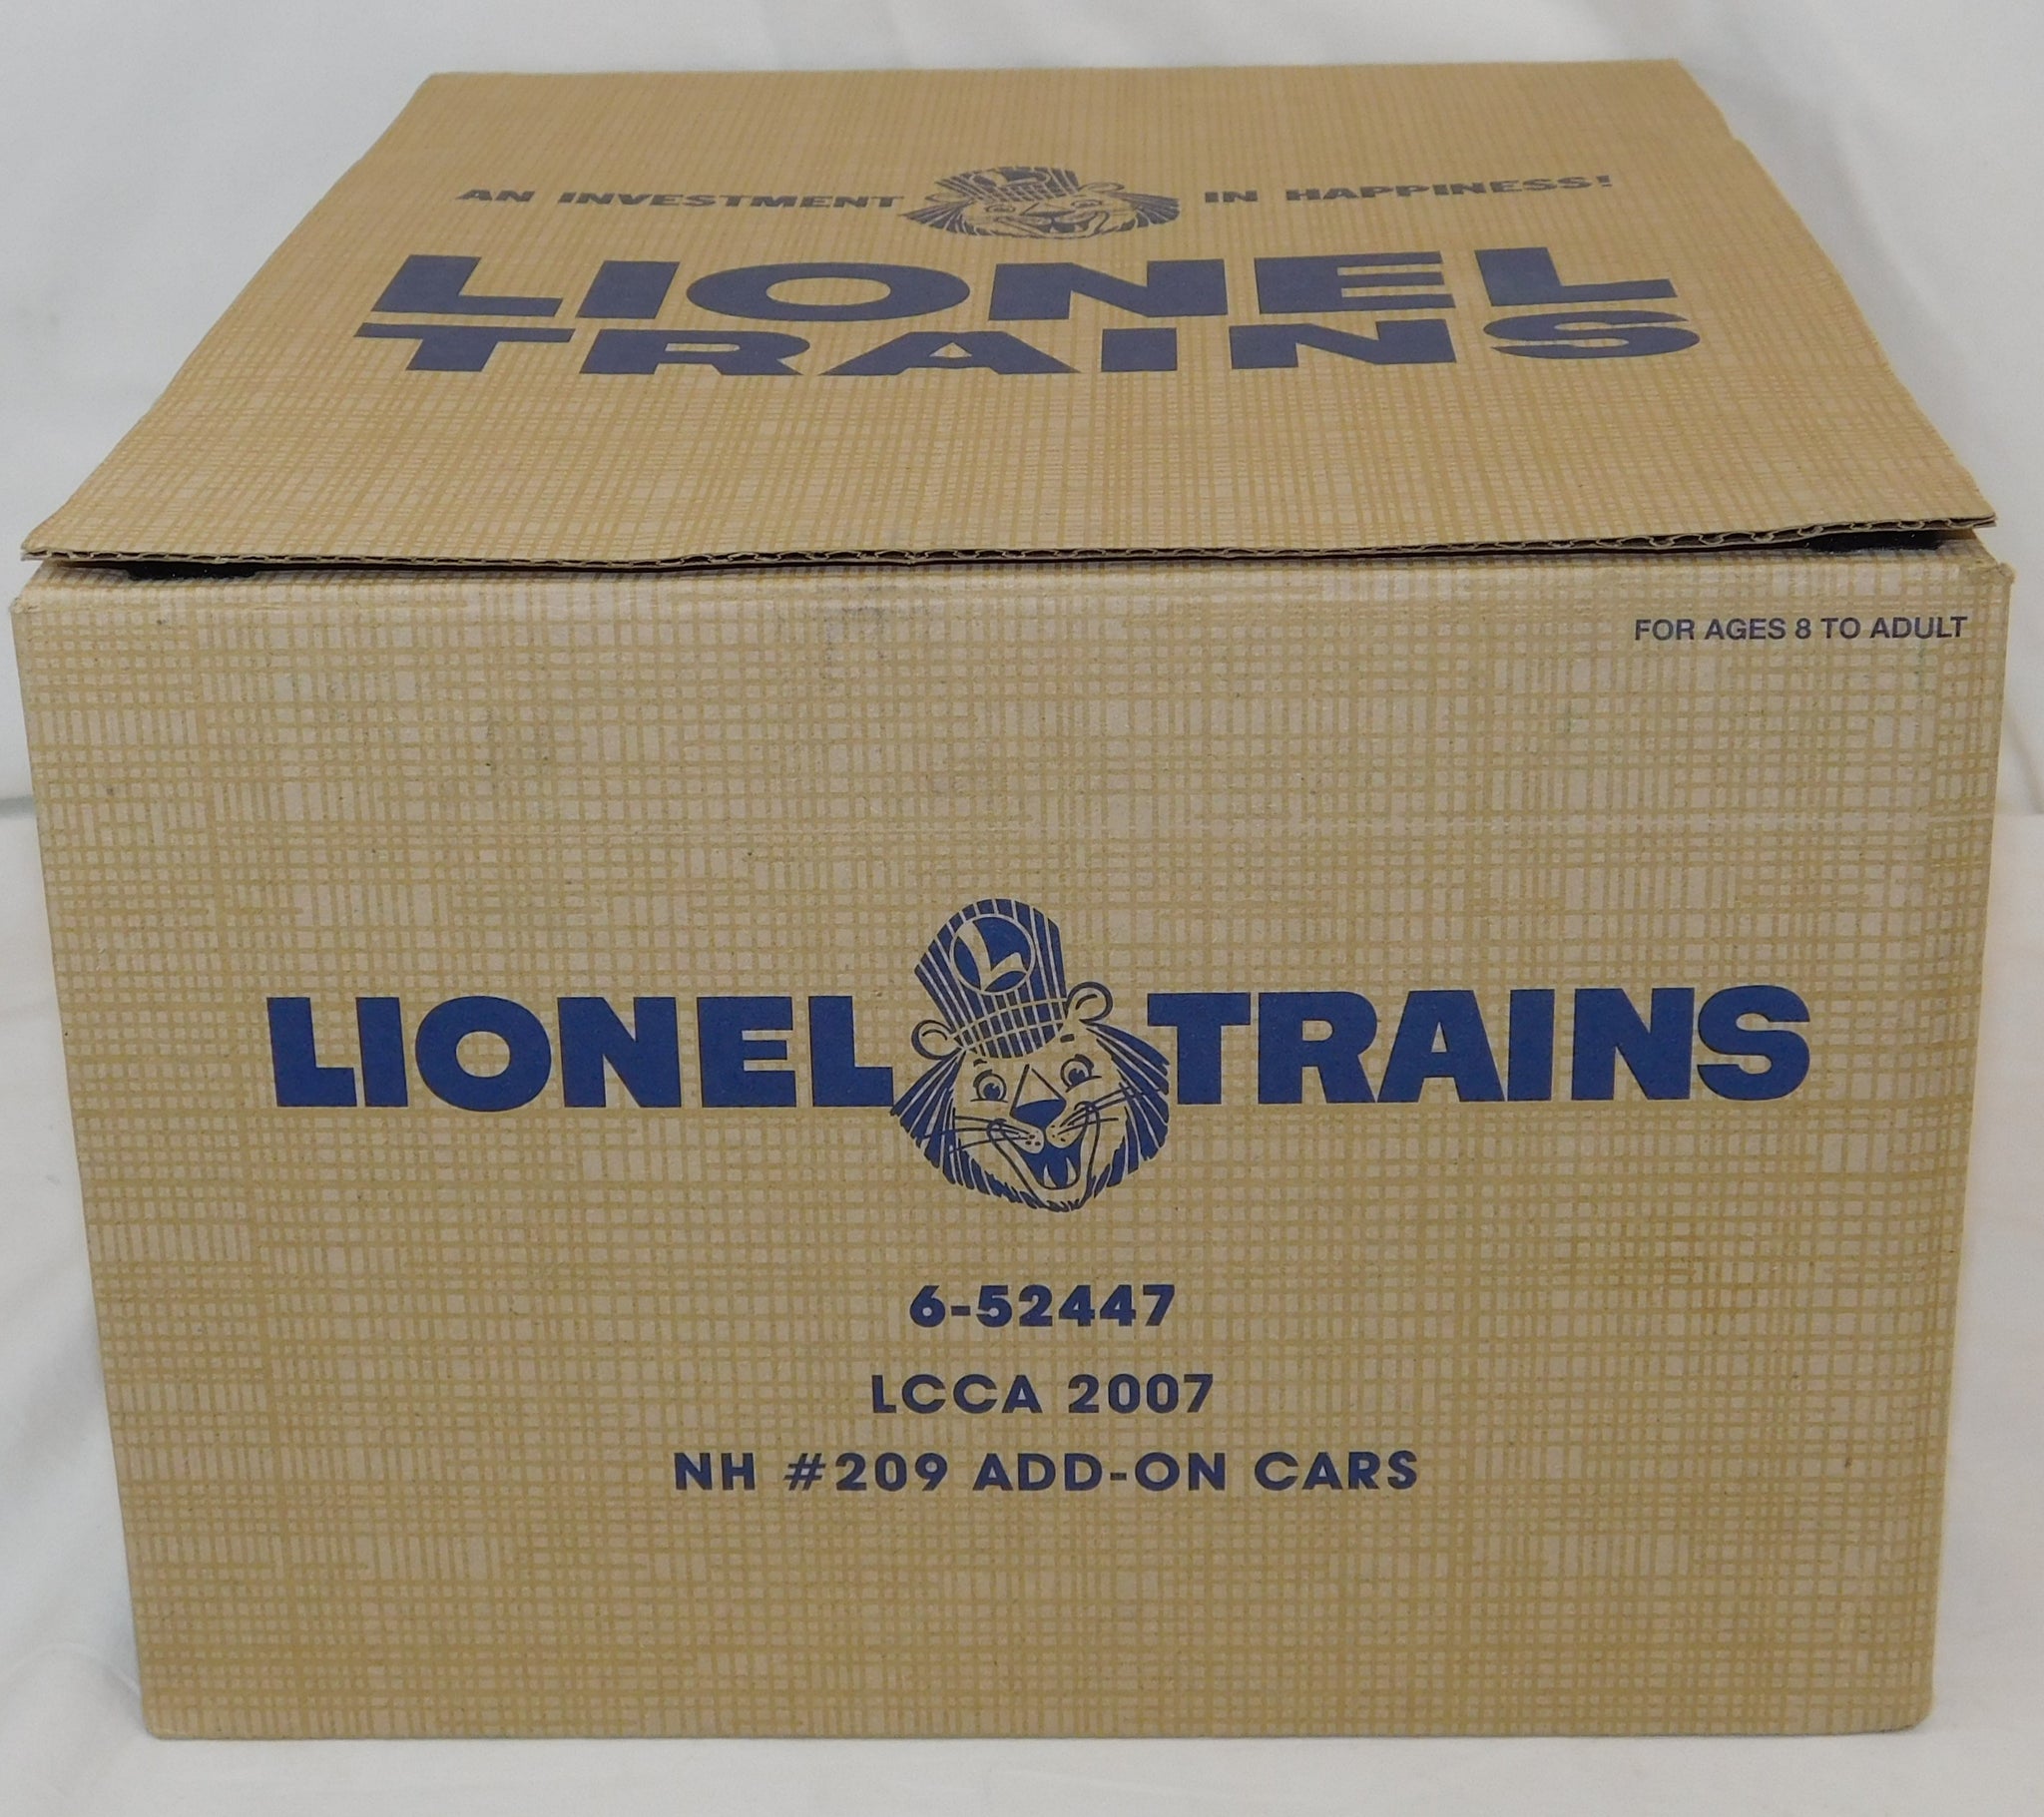 AN INVESTMENT IN HAPPINESS!
LIONEL
TRAINS
FOR AGES 8 TO ADULT
L
LIONEL TRAINS
6-52447
LCCA 2007
NH #209 ADD-ON CARS